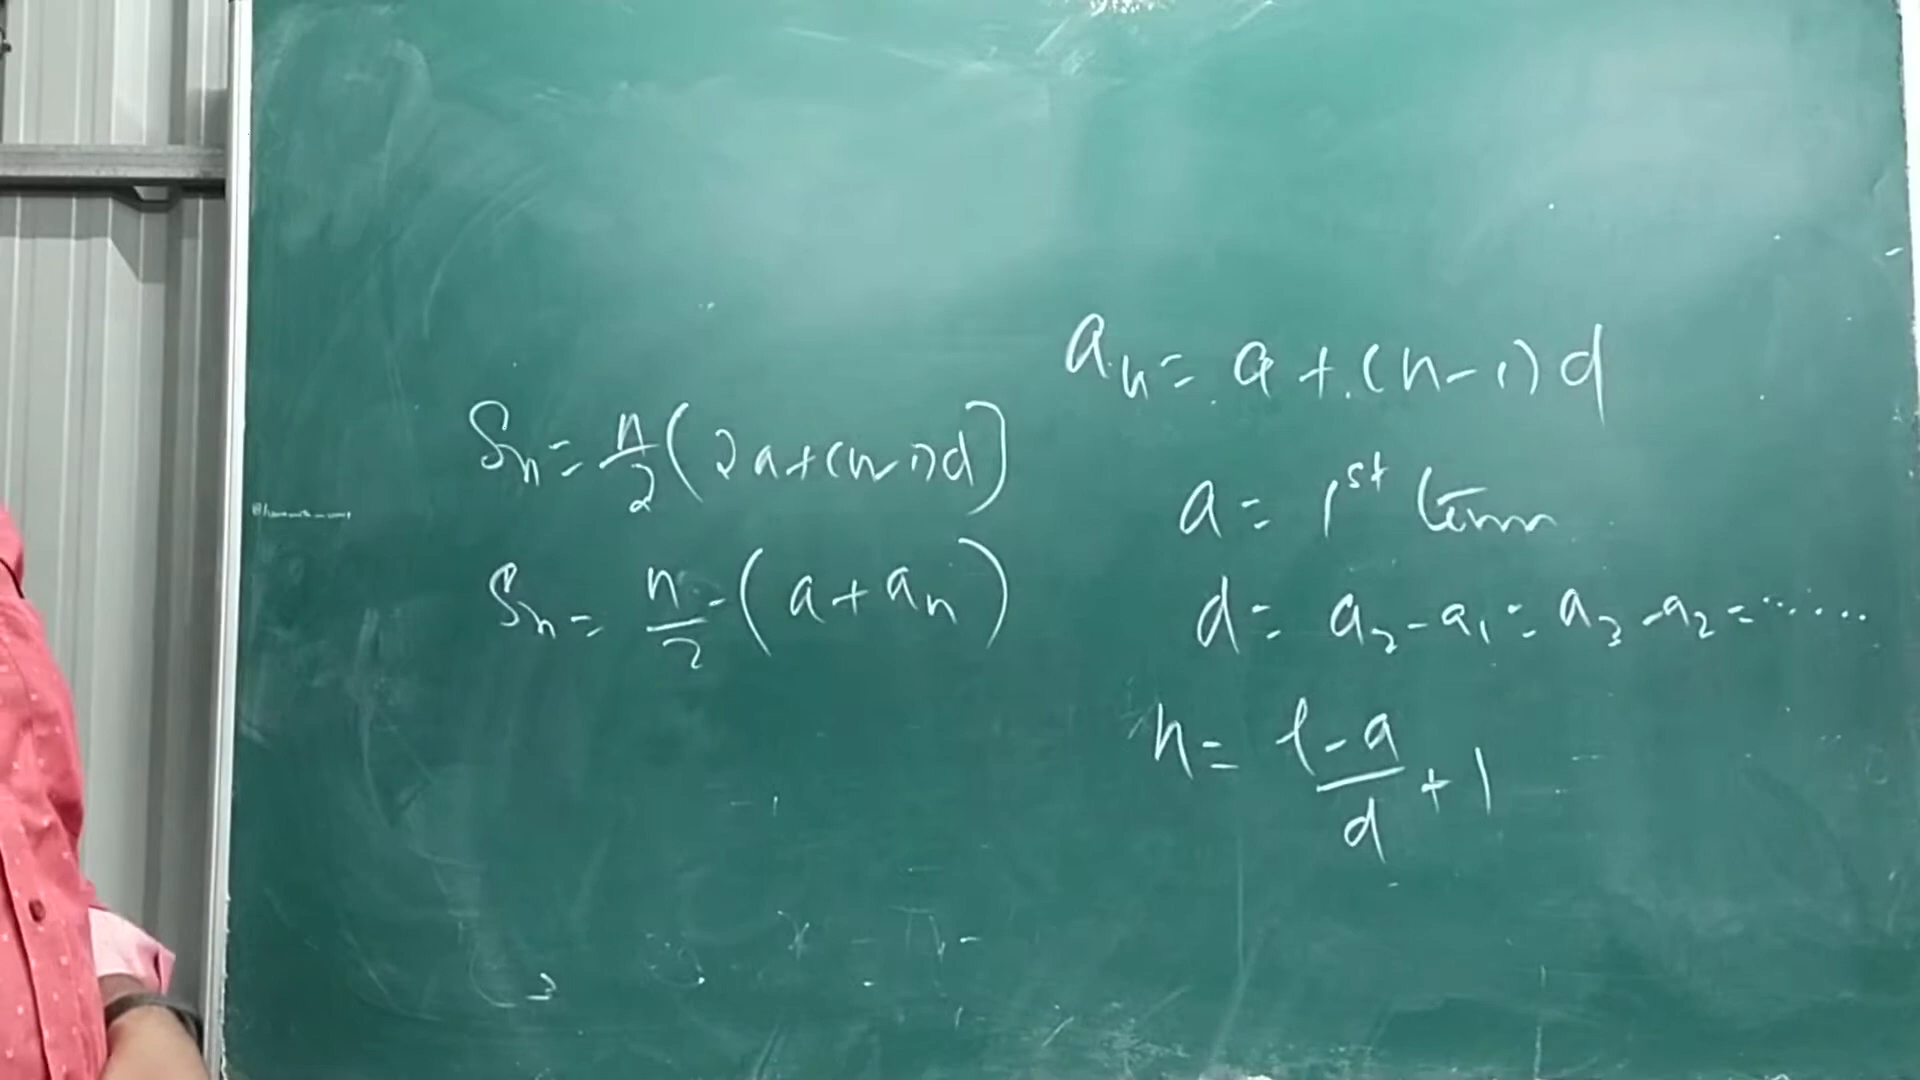 Sn = n/2 (2a+(n-1)d)
Sn = n/2 (a + an)
an = a + (n-1) d
a = 1st term
d = a2 - a1 = a3 - a2 = ......
n = l-a/d + 1